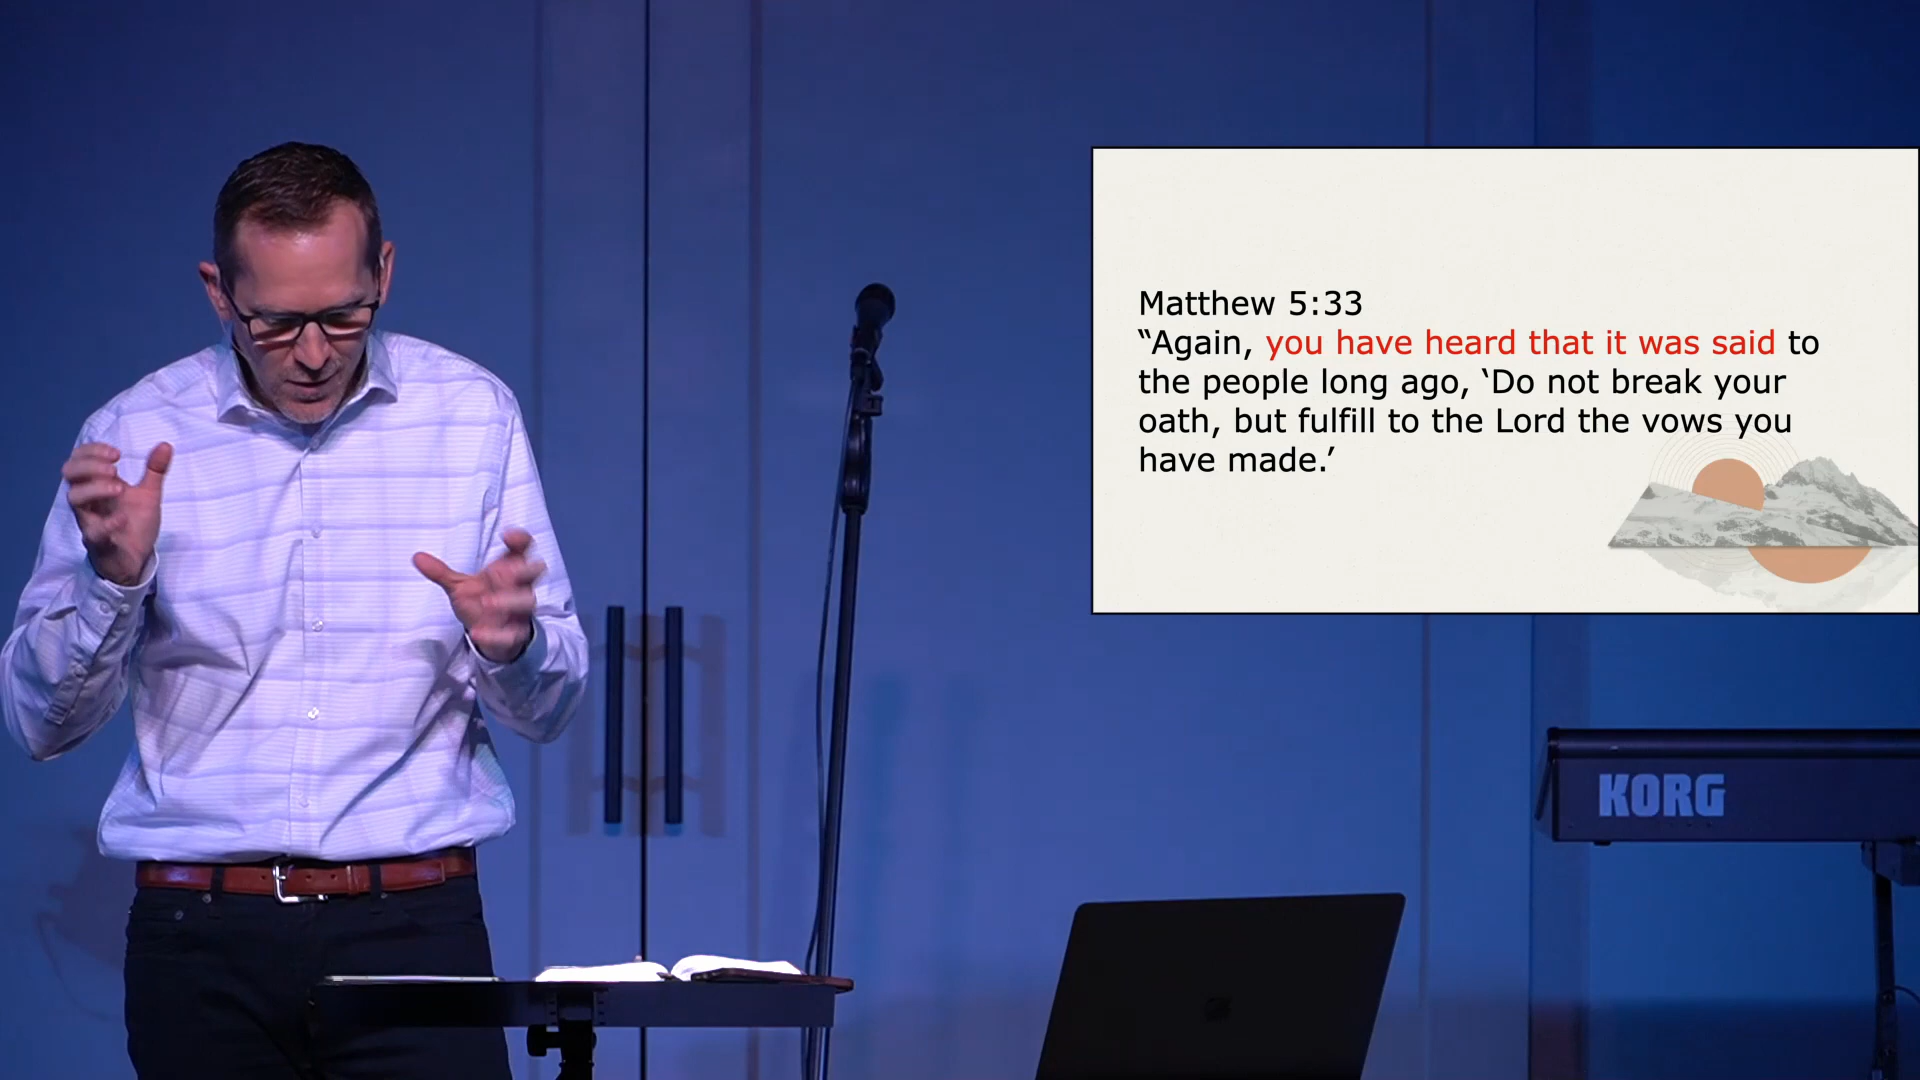 Matthew 5:33
“Again, you have heard that it was said to
the people long ago, ‘Do not break your
oath, but fulfill to the Lord the vows you
have made.’
KORG